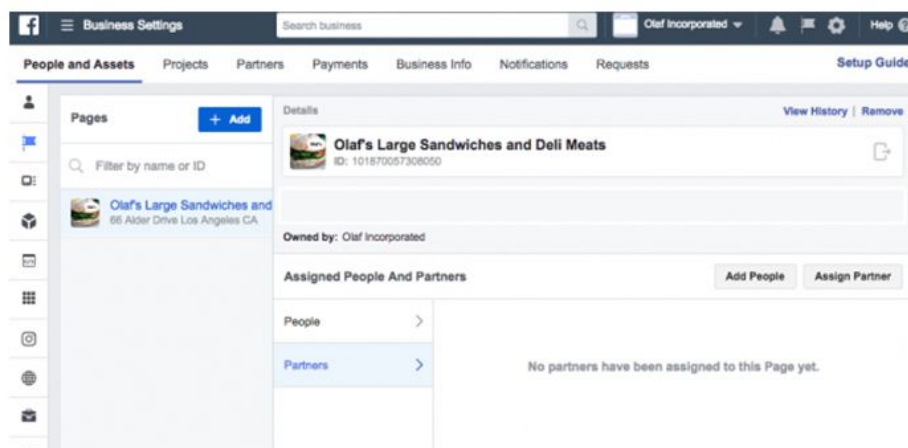 Business Settings
Search business
Olaf Incorporated
Help
People and Assets
Projects
Partners
Payments
Business Info
Notifications
Requests
Setup Guide
Pages
+ Add
Filter by name or ID
Olaf's Large Sandwiches and
66 Alder Drive Los Angeles CA
Details
View History | Remove
Olaf's Large Sandwiches and Deli Meats
ID: 101870057308050
Owned by: Olaf Incorporated
Assigned People And Partners
Add People
Assign Partner
People
Partners
No partners have been assigned to this Page yet.